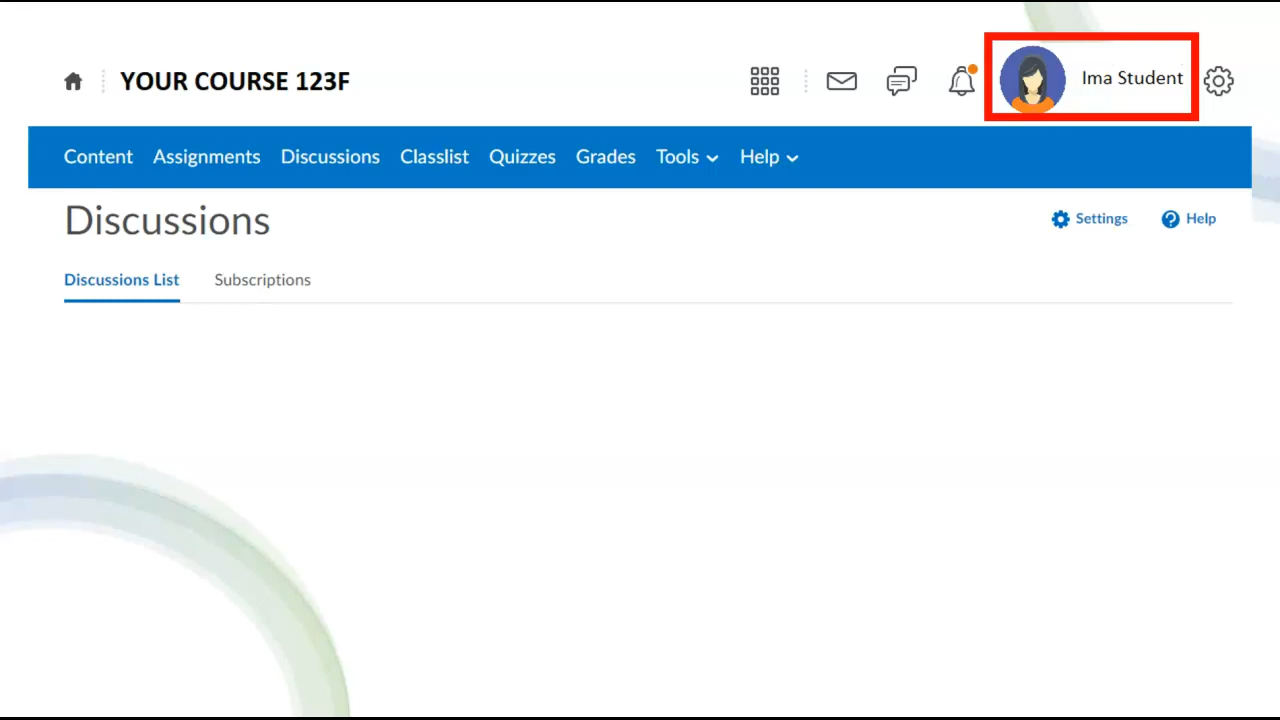 YOUR COURSE 123F
Ima Student
Content Assignments Discussions Classlist Quizzes Grades Tools Help
Discussions
Settings Help
Discussions List Subscriptions